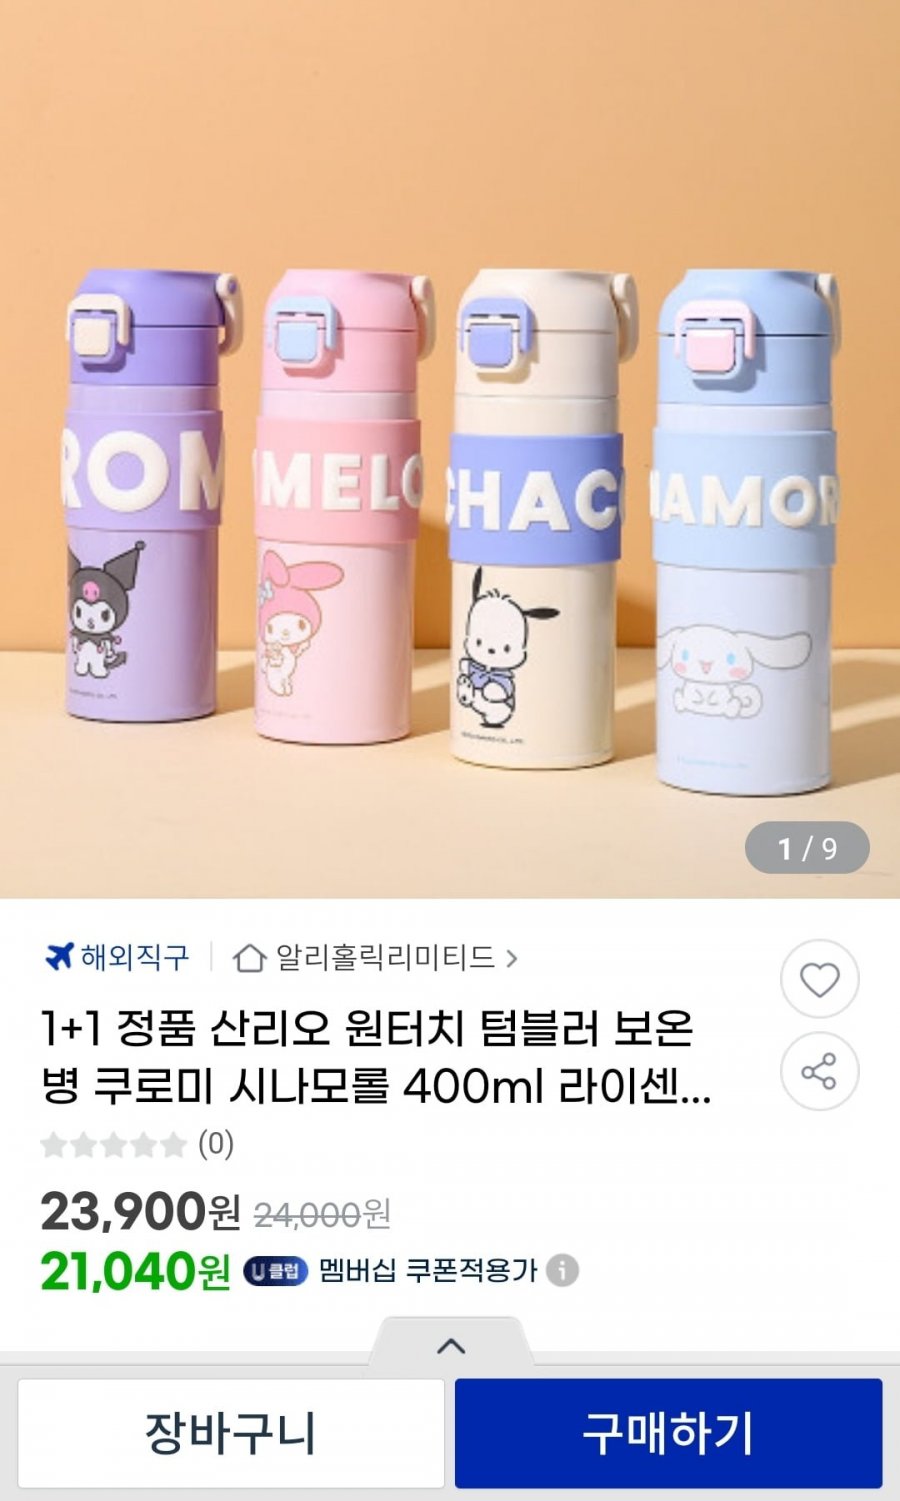 ROM
MELO
CHACO
NAMOR
1 / 9
해외직구 알리홀릭리미티드 >
1+1 정품 산리오 원터치 텀블러 보온
병 쿠로미 시나모롤 400ml 라이센...
(0)
23,900원 24,000원
21,040원 U클럽 멤버십 쿠폰적용가 i
장바구니 구매하기